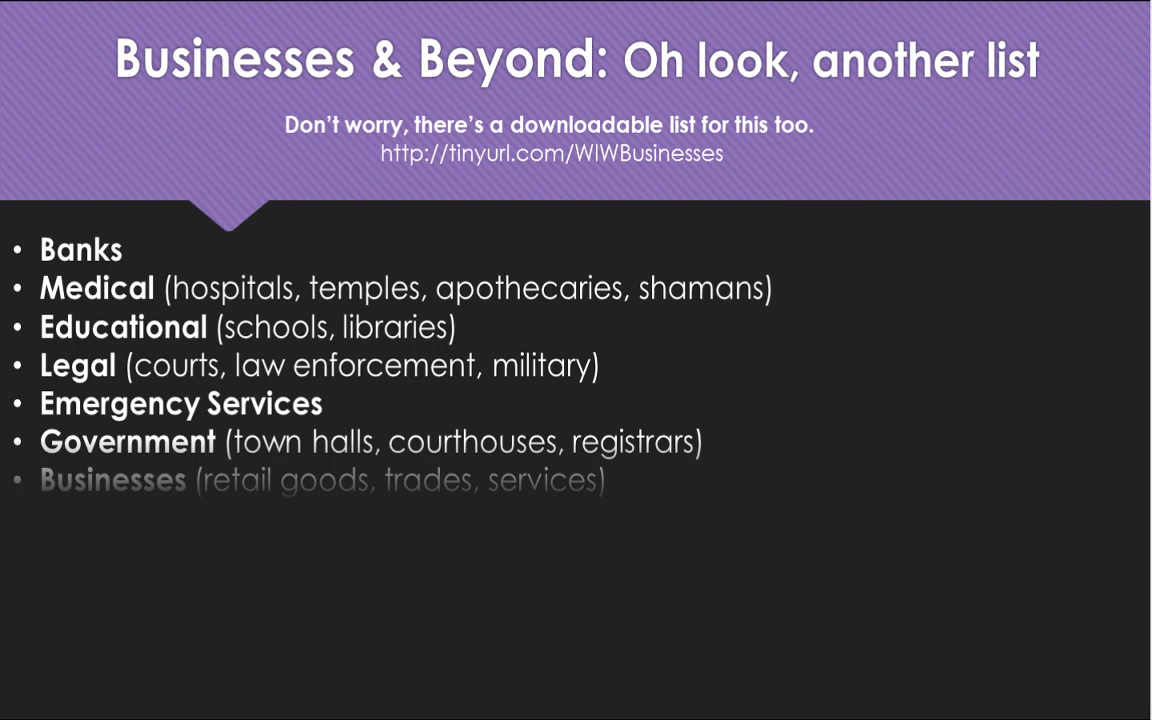 Businesses & Beyond: Oh look, another list
Don't worry, there's a downloadable list for this too.
http://tinyurl.com/WIWBusinesses
• Banks
• Medical (hospitals, temples, apothecaries, shamans)
• Educational (schools, libraries)
• Legal (courts, law enforcement, military)
• Emergency Services
• Government (town halls, courthouses, registrars)
• Businesses (retail goods, trades, services)